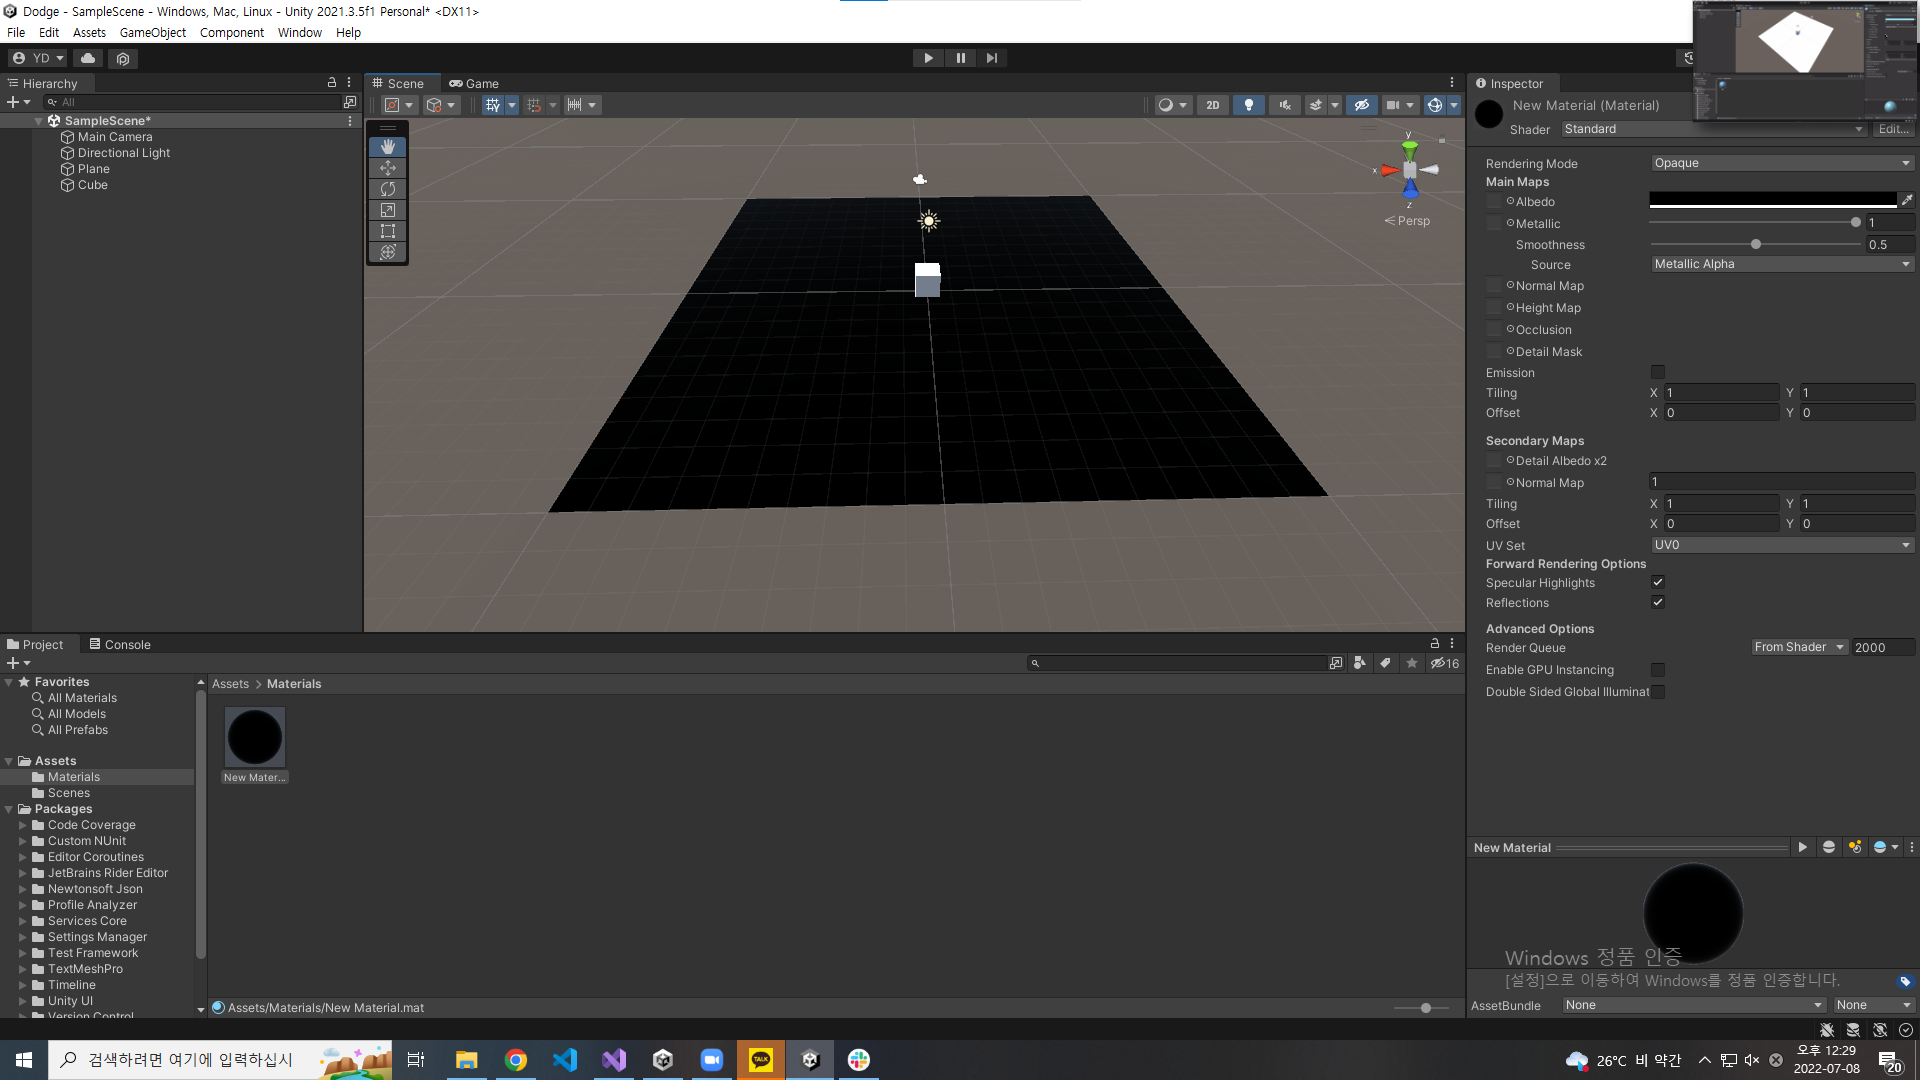 Dodge - SampleScene - Windows, Mac, Linux - Unity 2021.3.5f1 Personal* <DX11>
File Edit Assets GameObject Component Window Help
YD
Hierarchy
All
SampleScene*
Main Camera
Directional Light
Plane
Cube
Scene Game
2D
y
x
z
Persp
Inspector
New Material (Material)
Shader Standard Edit...
Rendering Mode Opaque
Main Maps
Albedo
Metallic 1
Smoothness 0.5
Source Metallic Alpha
Normal Map
Height Map
Occlusion
Detail Mask
Emission
Tiling X 1 Y 1
Offset X 0 Y 0
Secondary Maps
Detail Albedo x2
Normal Map 1
Tiling X 1 Y 1
Offset X 0 Y 0
UV Set UV0
Forward Rendering Options
Specular Highlights
Reflections
Advanced Options
Render Queue From Shader 2000
Enable GPU Instancing
Double Sided Global Illuminat
Project Console
16
Favorites
All Materials
All Models
All Prefabs
Assets
Materials
Scenes
Packages
Code Coverage
Custom NUnit
Editor Coroutines
JetBrains Rider Editor
Newtonsoft Json
Profile Analyzer
Services Core
Settings Manager
Test Framework
TextMeshPro
Timeline
Unity UI
Version Control
Assets > Materials
New Mater...
Assets/Materials/New Material.mat
New Material
Windows 정품 인증
[설정]으로 이동하여 Windows를 정품 인증합니다.
AssetBundle None None
검색하려면 여기에 입력하십시
TALK
26°C 비 약간
오후 12:29
2022-07-08
20